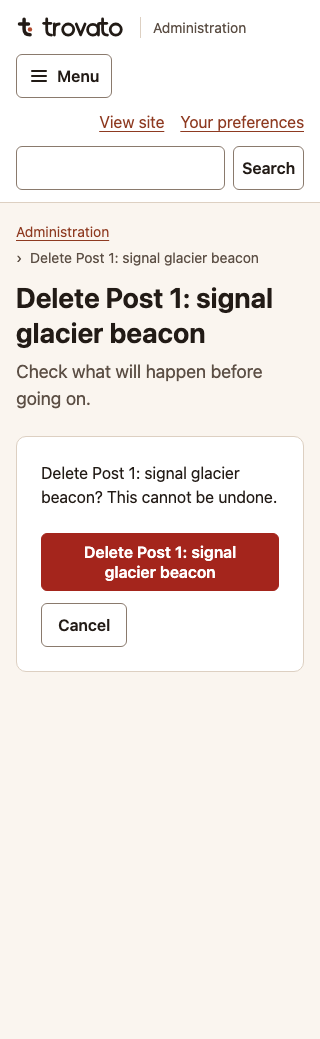 trovato
Administration
Menu
View site
Your preferences
Search
Administration
› Delete Post 1: signal glacier beacon
Delete Post 1: signal
glacier beacon
Check what will happen before
going on.
Delete Post 1: signal glacier
beacon? This cannot be undone.
Delete Post 1: signal
glacier beacon
Cancel